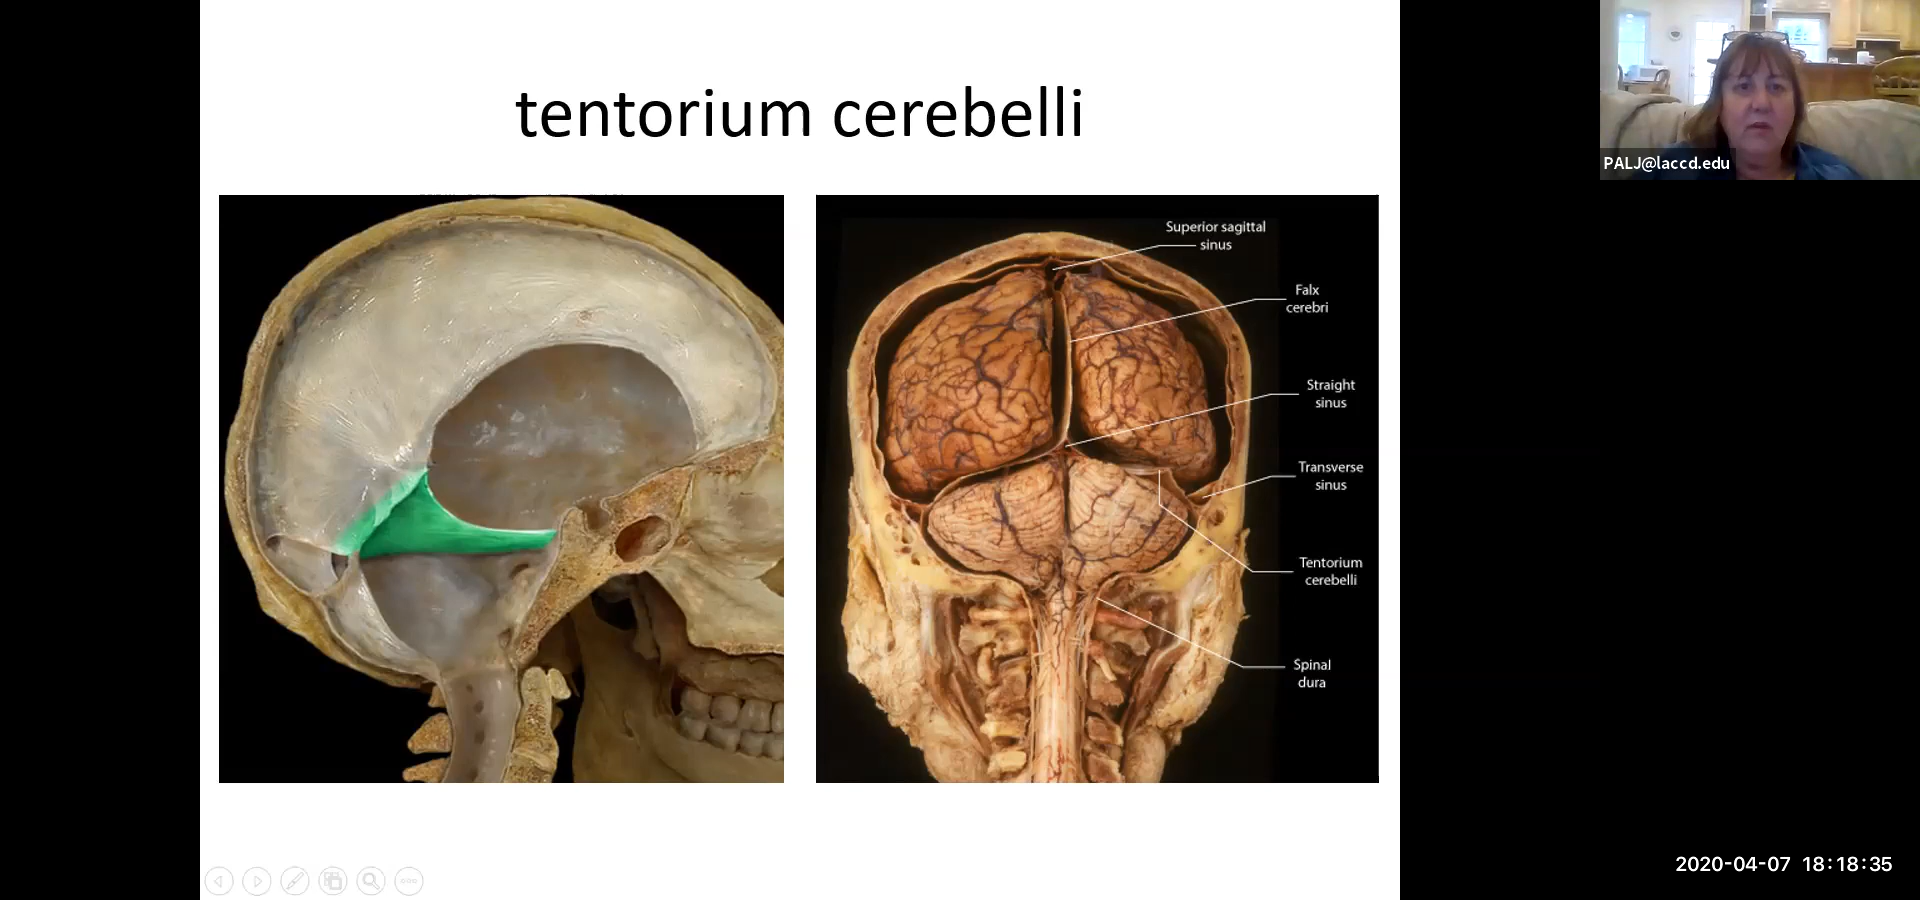 tentorium cerebelli
Superior sagittal
sinus
Falx
cerebri
Straight
sinus
Transverse
sinus
Tentorium
cerebelli
Spinal
dura
PALJ@laccd.edu
2020-04-07 18:18:35